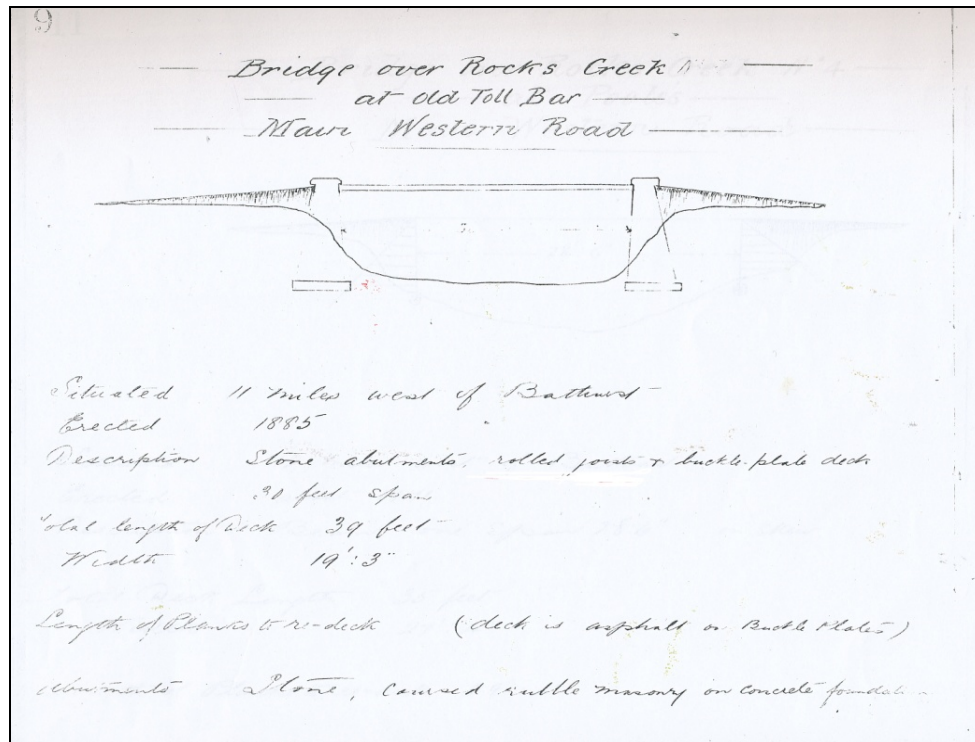 9
Bridge over Rocks Creek
at old Toll Bar
Main Western Road
Situated 11 miles west of Bathurst
Erected 1885
Description Stone abutments, rolled joists & buckle-plate deck
30 feet span
Total length of Deck 39 feet
Width 19': 3"
Length of Planks to re-deck (deck is asphalt on Buckle Plates)
Abutments Stone, coursed rubble masonry on concrete foundation